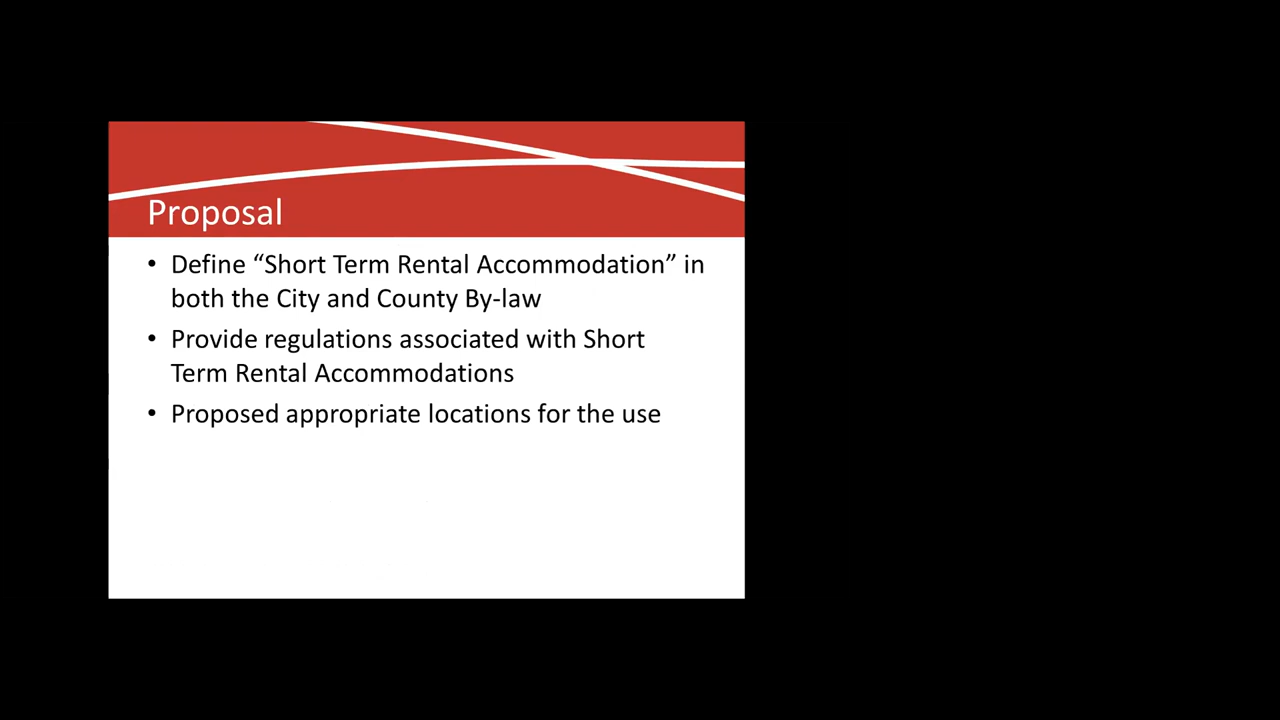 Proposal
• Define “Short Term Rental Accommodation” in
both the City and County By-law
• Provide regulations associated with Short
Term Rental Accommodations
• Proposed appropriate locations for the use